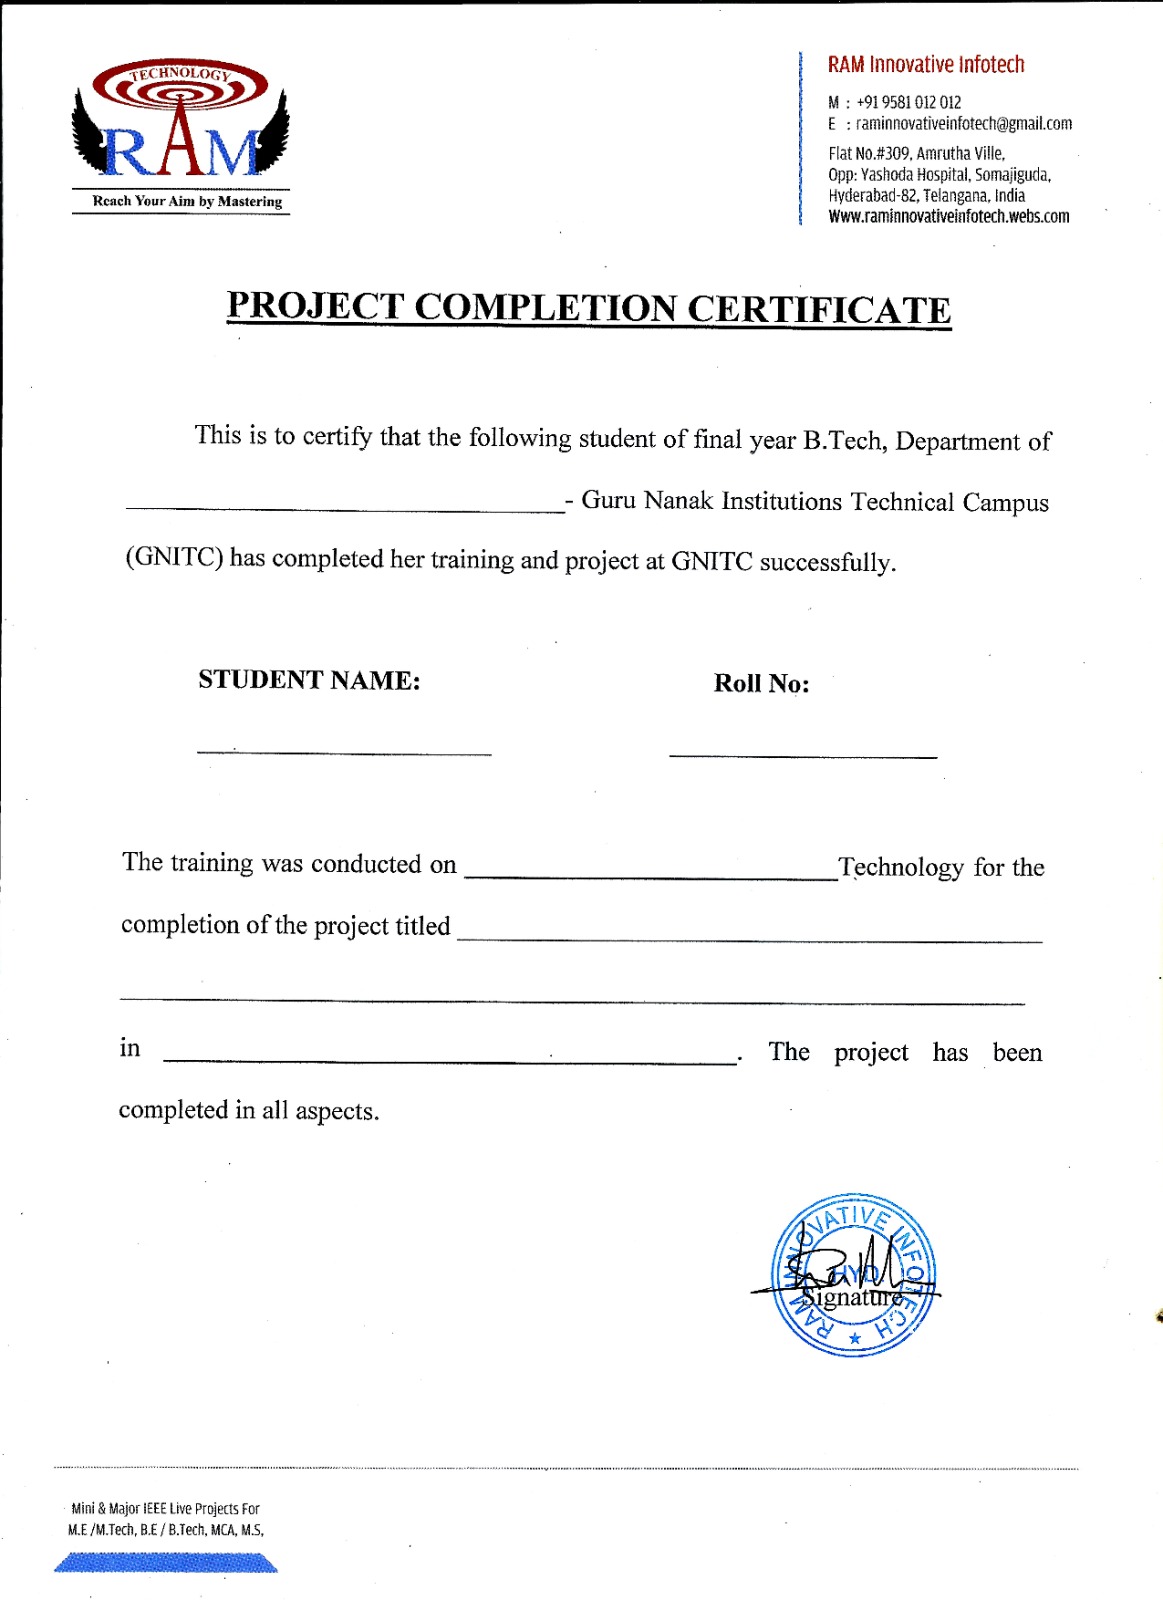 TECHNOLOGY
RAM
Reach Your Aim by Mastering
RAM Innovative Infotech
M : +91 9581 012 012
E : raminnovativeinfotech@gmail.com
Flat No.#309, Amrutha Ville,
Opp: Yashoda Hospital, Somajiguda,
Hyderabad-82, Telangana, India
Www.raminnovativeinfotech.webs.com
PROJECT COMPLETION CERTIFICATE
This is to certify that the following student of final year B.Tech, Department of
- Guru Nanak Institutions Technical Campus
(GNITC) has completed her training and project at GNITC successfully.
STUDENT NAME: Roll No:
The training was conducted on Technology for the
completion of the project titled
in . The project has been
completed in all aspects.
RAM INNOVATIVE INFOTECH
HYD
Signature
Mini & Major IEEE Live Projects For
M.E /M.Tech, B.E / B.Tech, MCA, M.S,